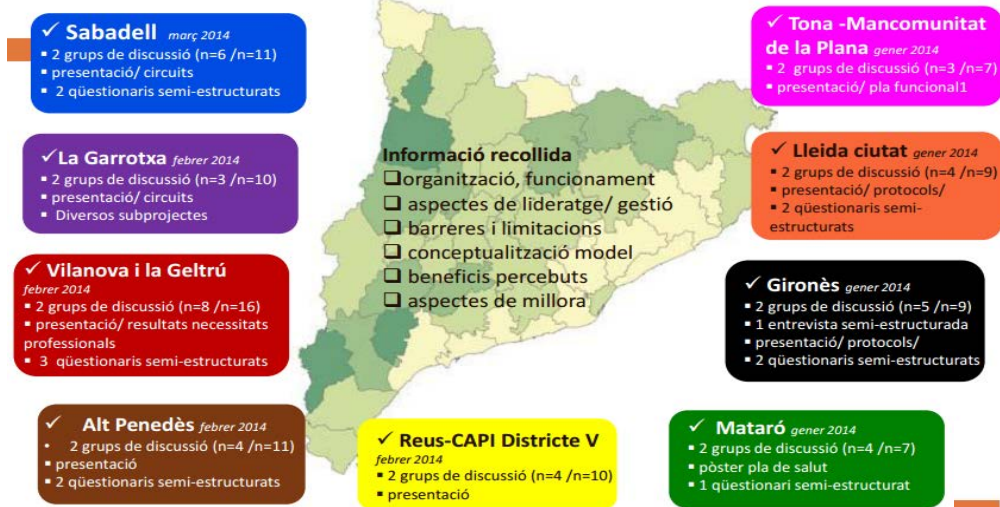 ✓ Sabadell març 2014
▪ 2 grups de discussió (n=6 /n=11)
▪ presentació/ circuits
▪ 2 qüestionaris semi-estructurats
✓ Tona -Mancomunitat
de la Plana gener 2014
▪ 2 grups de discussió (n=3 /n=7)
▪ presentació/ pla funcional1
✓La Garrotxa febrer 2014
▪ 2 grups de discussió (n=3 /n=10)
▪ presentació/ circuits
▪ Diversos subprojectes
Informació recollida
❑organització, funcionament
❑ aspectes de lideratge/ gestió
❑ barreres i limitacions
❑ conceptualització model
❑ beneficis percebuts
❑ aspectes de millora
✓ Lleida ciutat gener 2014
▪ 2 grups de discussió (n=4 /n=9)
▪ presentació/ protocols/
▪ 2 qüestionaris semi-
estructurats
✓ Vilanova i la Geltrú
febrer 2014
▪ 2 grups de discussió (n=8 /n=16)
▪ presentació/ resultats necessitats
professionals
▪ 3 qüestionaris semi-estructurats
✓ Gironès gener 2014
▪ 2 grups de discussió (n=5 /n=9)
▪ 1 entrevista semi-estructurada
▪ presentació/ protocols/
▪ 2 qüestionaris semi-estructurats
✓ Alt Penedès febrer 2014
• 2 grups de discussió (n=4 /n=11)
▪ presentació
▪ 2 qüestionaris semi-estructurats
✓ Reus-CAPI Districte V
febrer 2014
▪ 2 grups de discussió (n=4 /n=10)
▪ presentació
✓ Mataró gener 2014
▪ 2 grups de discussió (n=4 /n=7)
▪ pòster pla de salut
▪ 1 qüestionari semi-estructurat